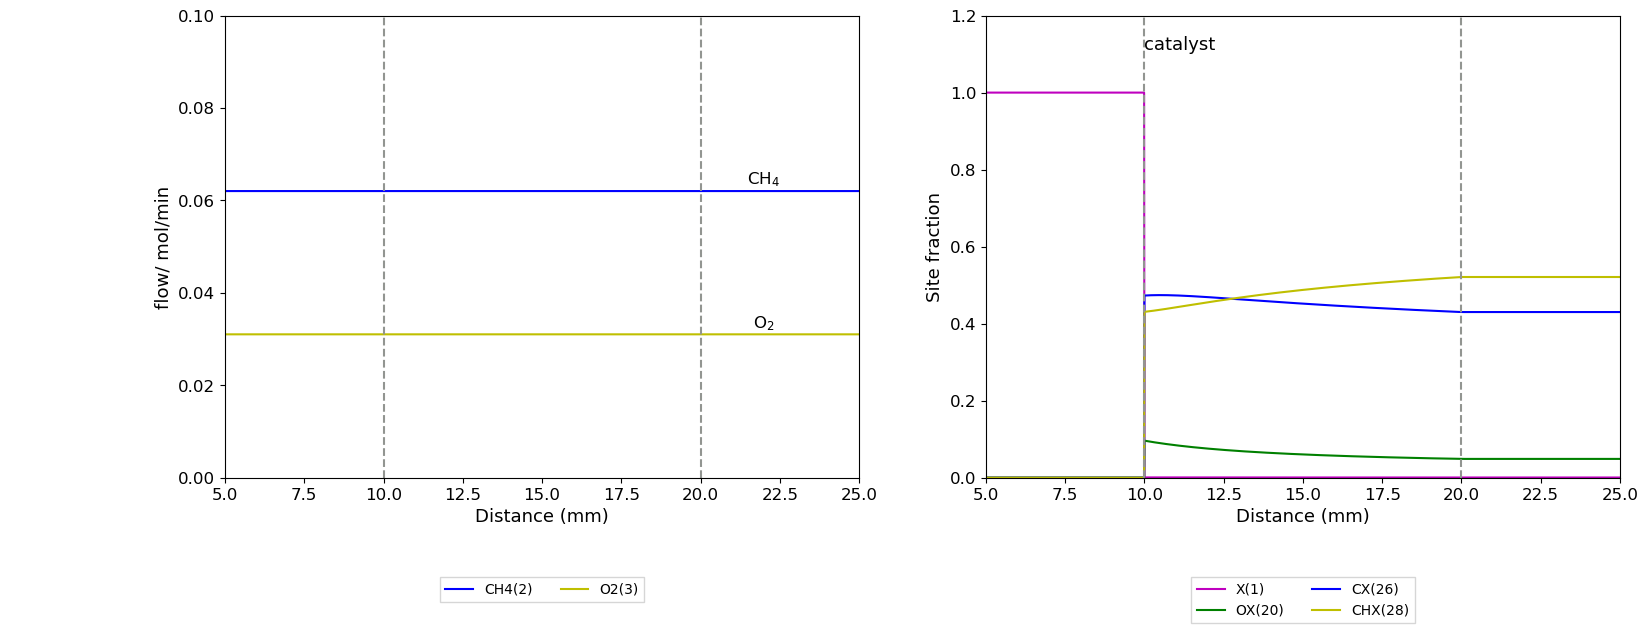 flow/ mol/min
0.10
0.08
0.06
0.04
0.02
0.00
CH₄
O₂
5.0 7.5 10.0 12.5 15.0 17.5 20.0 22.5 25.0
Distance (mm)
CH4(2) O2(3)
Site fraction
1.2
1.0
0.8
0.6
0.4
0.2
0.0
catalyst
5.0 7.5 10.0 12.5 15.0 17.5 20.0 22.5 25.0
Distance (mm)
X(1) CX(26)
OX(20) CHX(28)